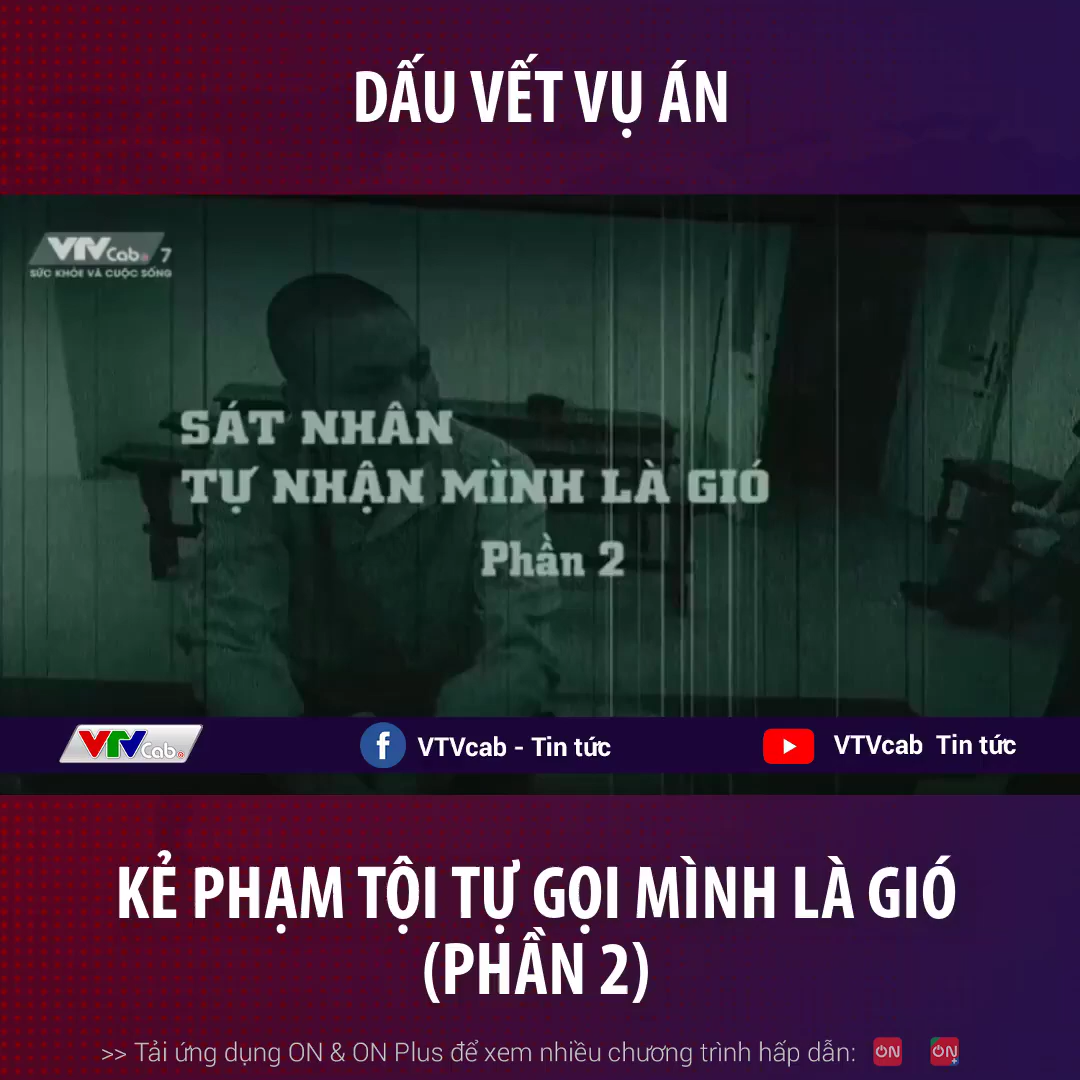 DẤU VẾT VỤ ÁN
VTVCab 7
SỨC KHỎE VÀ CUỘC SỐNG
SÁT NHÂN
TỰ NHẬN MÌNH LÀ GIÓ
Phần 2
VTVCab
VTVcab - Tin tức
VTVcab Tin tức
KẺ PHẠM TỘI TỰ GỌI MÌNH LÀ GIÓ
(PHẦN 2)
>> Tải ứng dụng ON & ON Plus để xem nhiều chương trình hấp dẫn:
ON
ON+